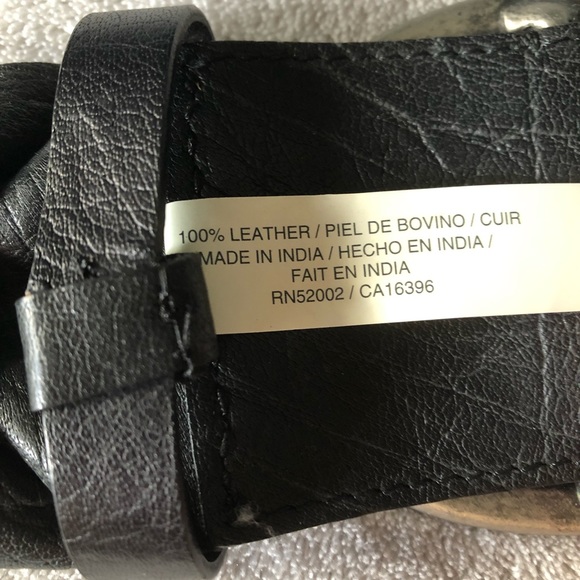 100% LEATHER / PIEL DE BOVINO / CUIR
MADE IN INDIA / HECHO EN INDIA /
FAIT EN INDIA
RN52002 / CA16396